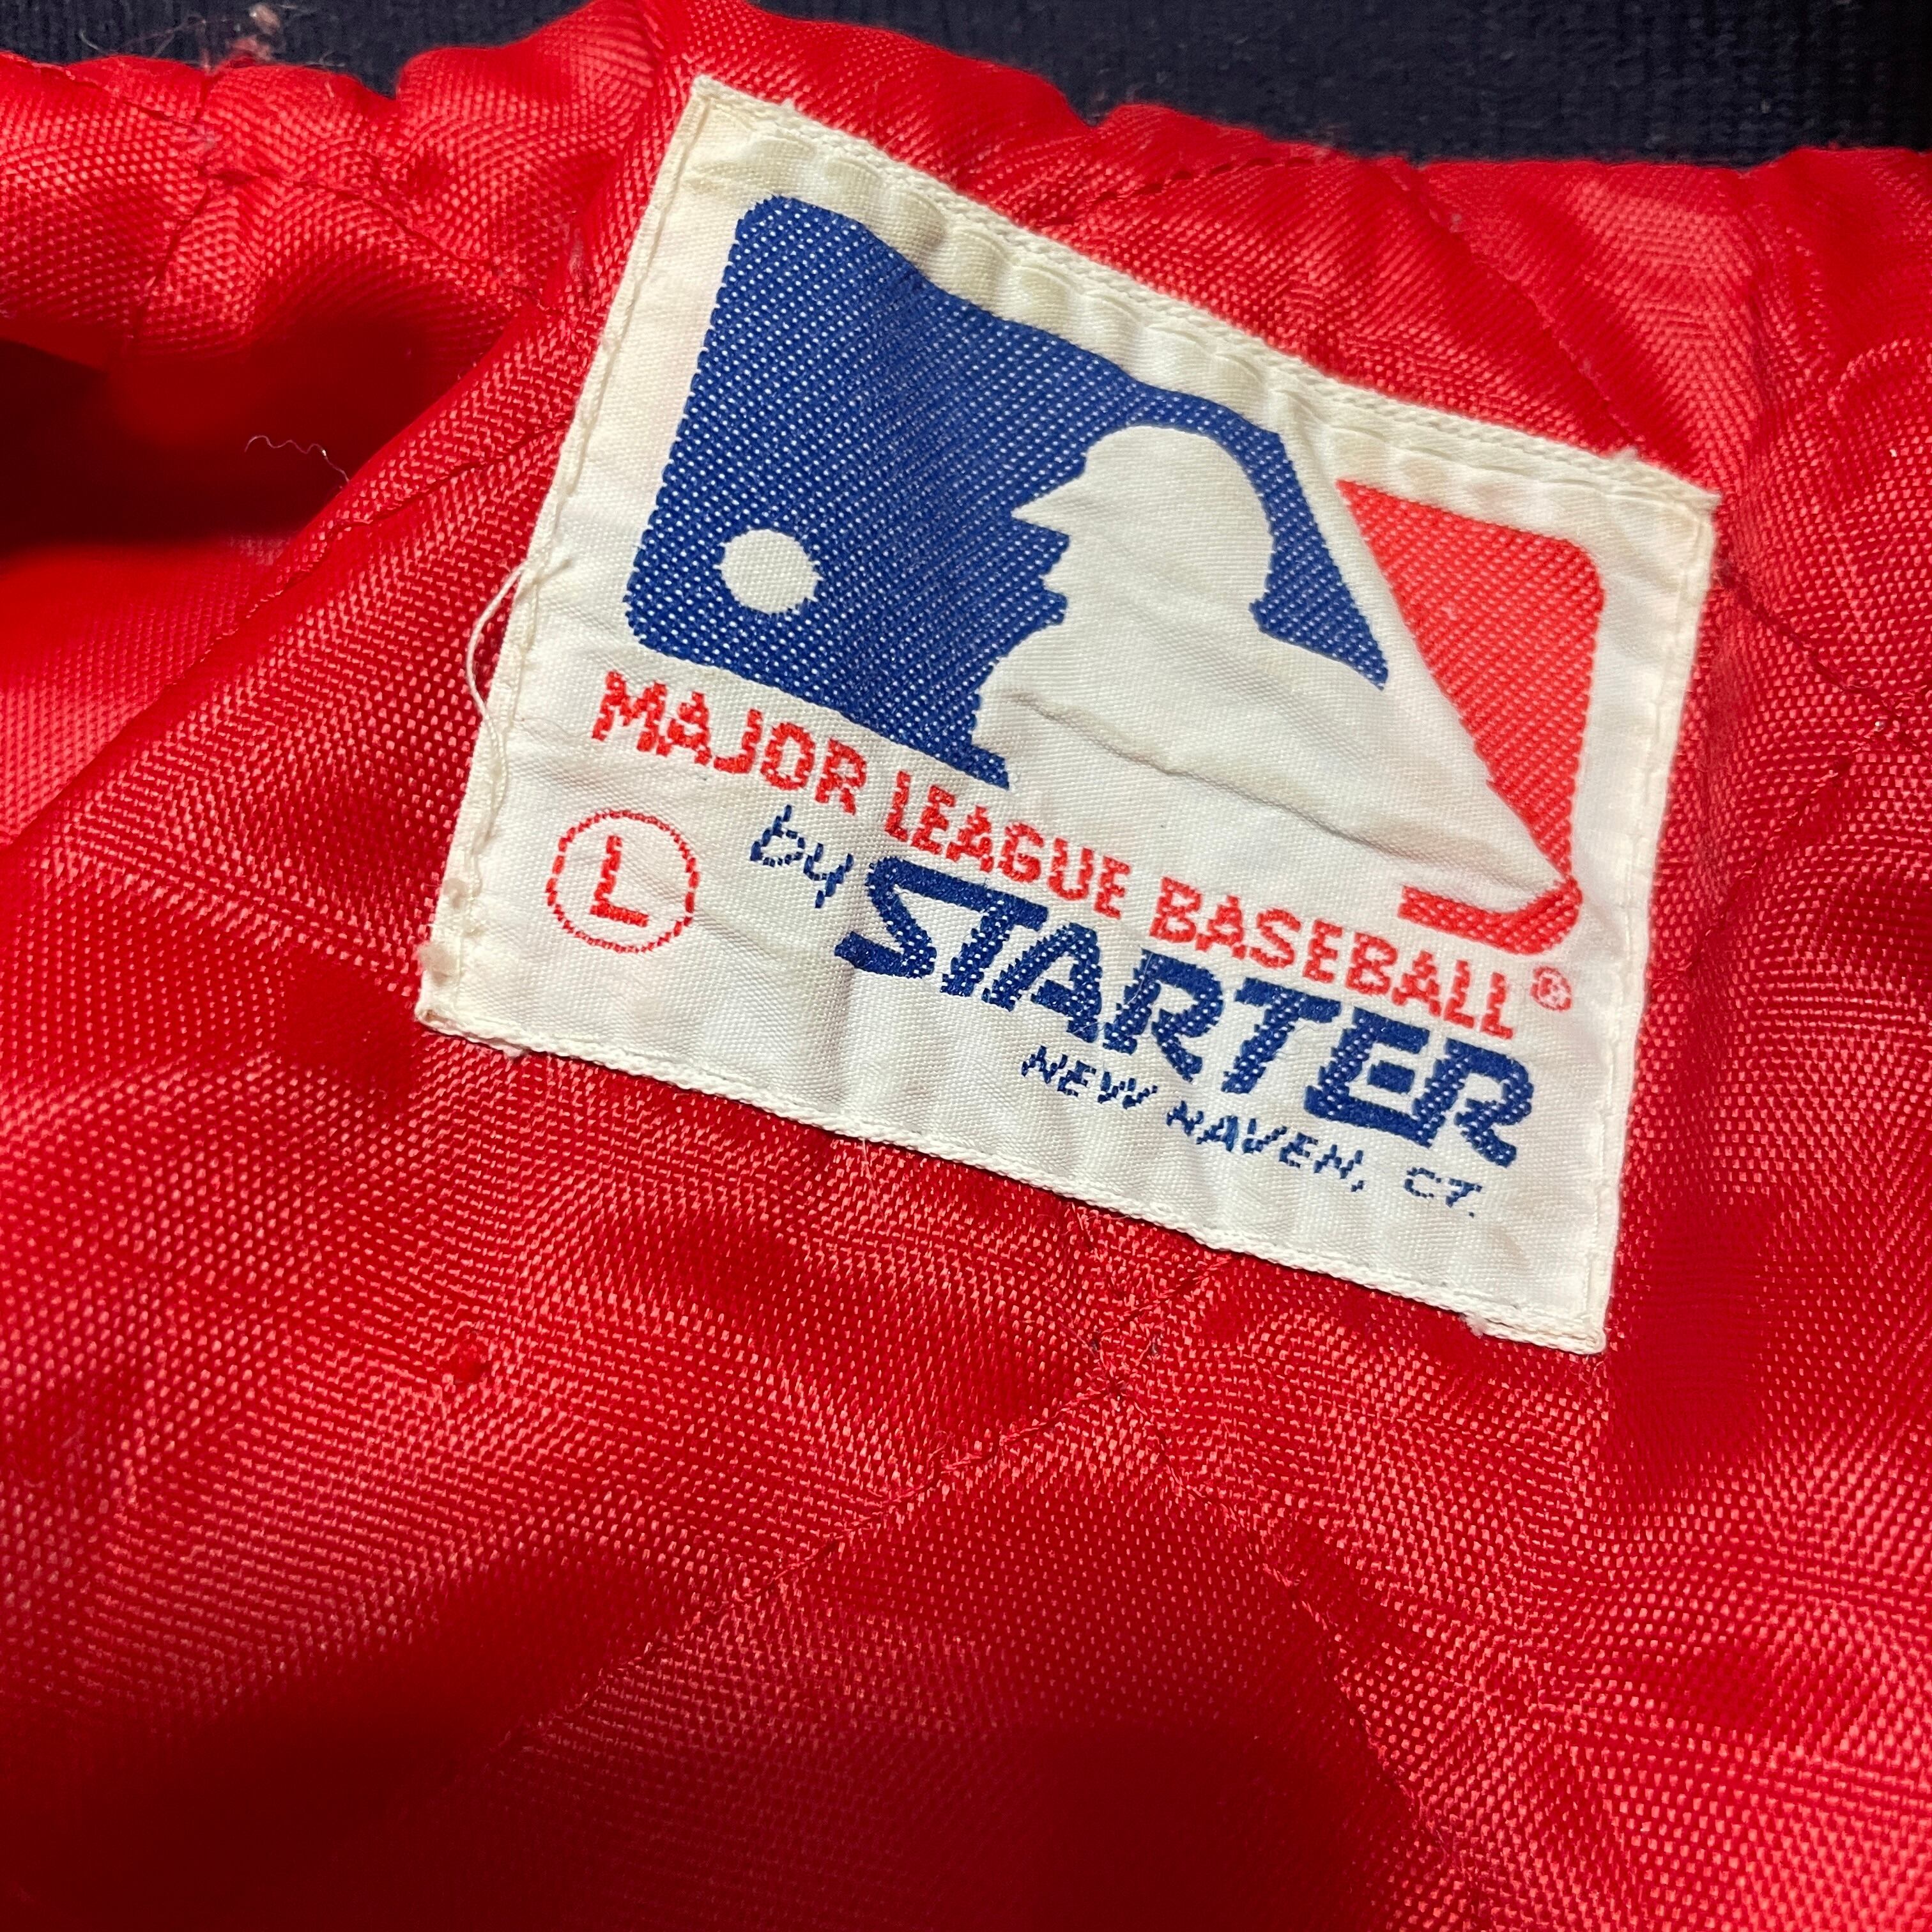 MAJOR LEAGUE BASEBALL®
L
by STARTER
NEW HAVEN, CT.